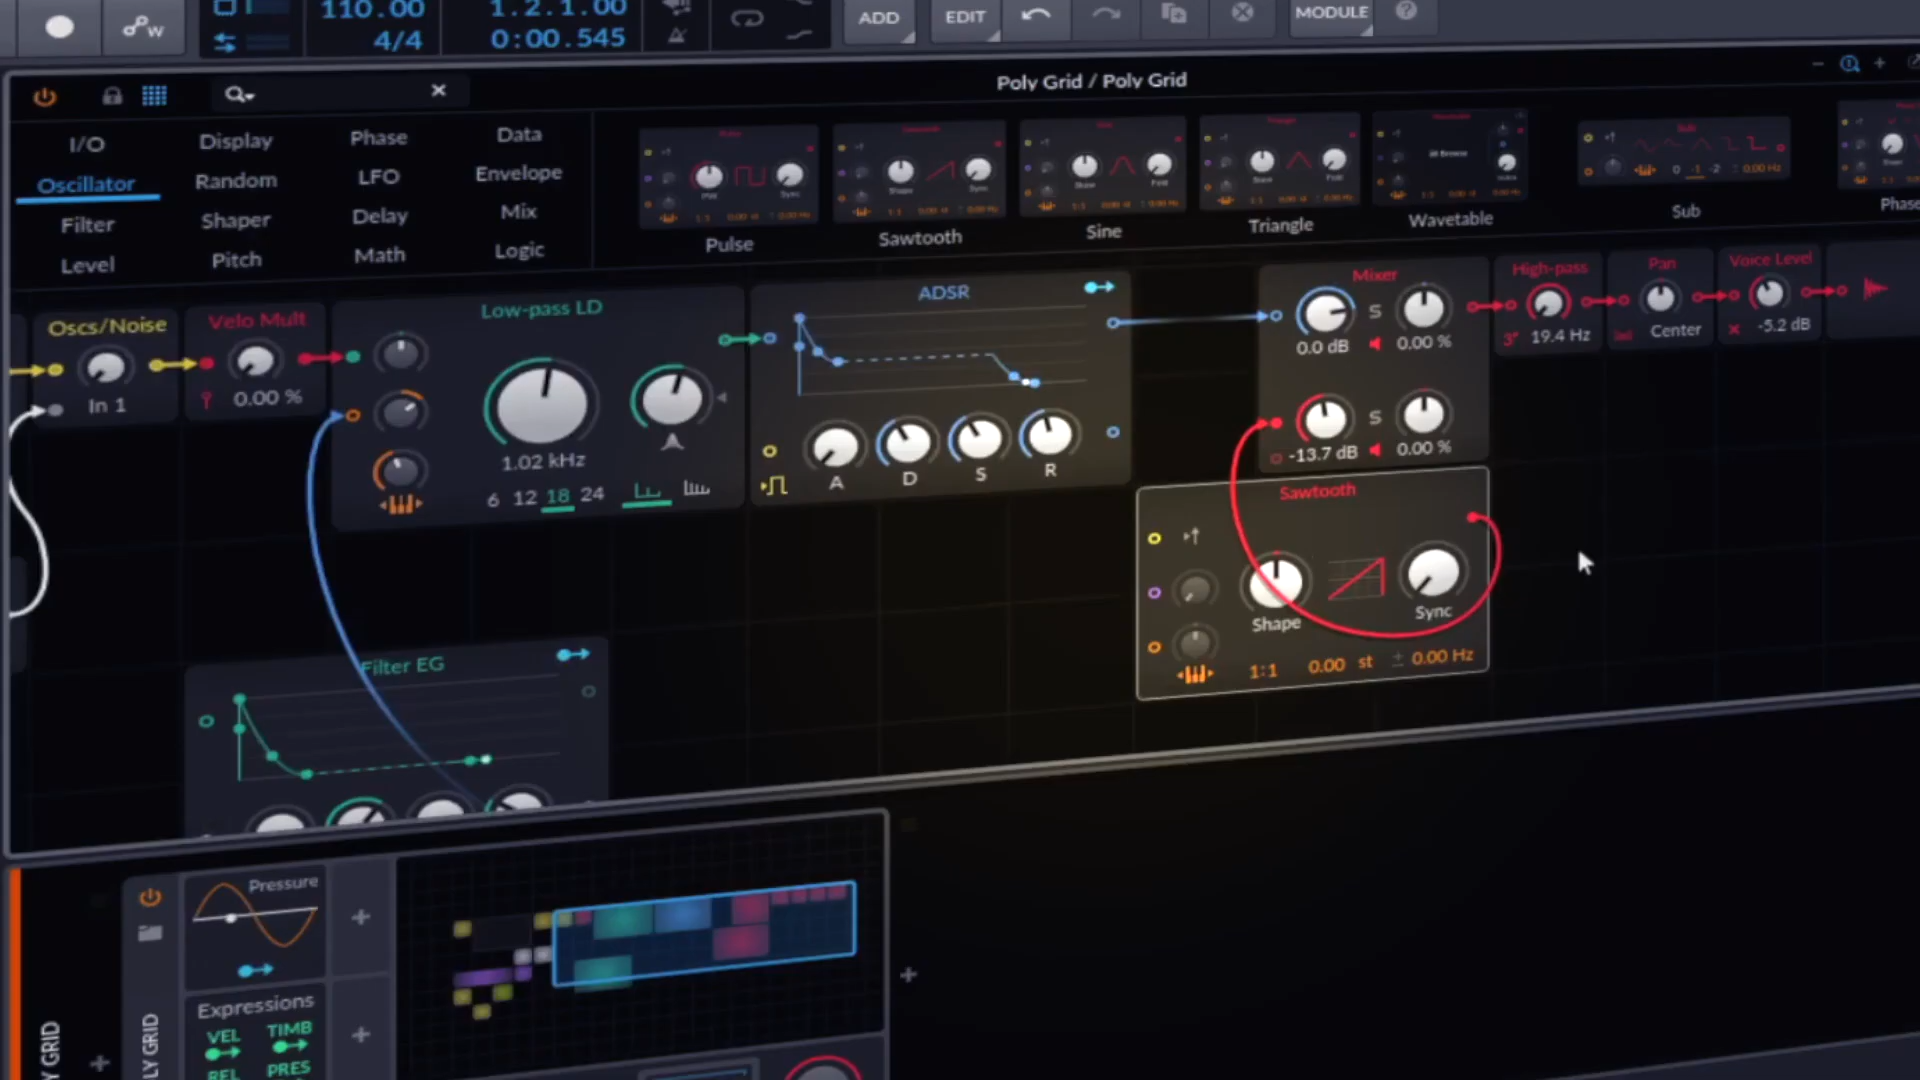 W
110.00
4/4
1.2.1.00
0:00.545
ADD
EDIT
MODULE
?
Poly Grid / Poly Grid
I/O
Display
Phase
Data
Oscillator
Random
LFO
Envelope
Filter
Shaper
Delay
Mix
Level
Pitch
Math
Logic
Pulse
Sawtooth
Sine
Triangle
Wavetable
Sub
Phase
Oscs/Noise
In 1
Velo Mult
0.00 %
Low-pass LD
1.02 kHz
6 12 18 24
ADSR
A
D
S
R
Mixer
0.0 dB
S
0.00 %
-13.7 dB
S
0.00 %
High-pass
19.4 Hz
Pan
Center
Voice Level
-5.2 dB
Sawtooth
Shape
Sync
1:1 0.00 st ± 0.00 Hz
Filter EG
Pressure
Expressions
VEL TIMB
REL PRES
Y GRID
LY GRID